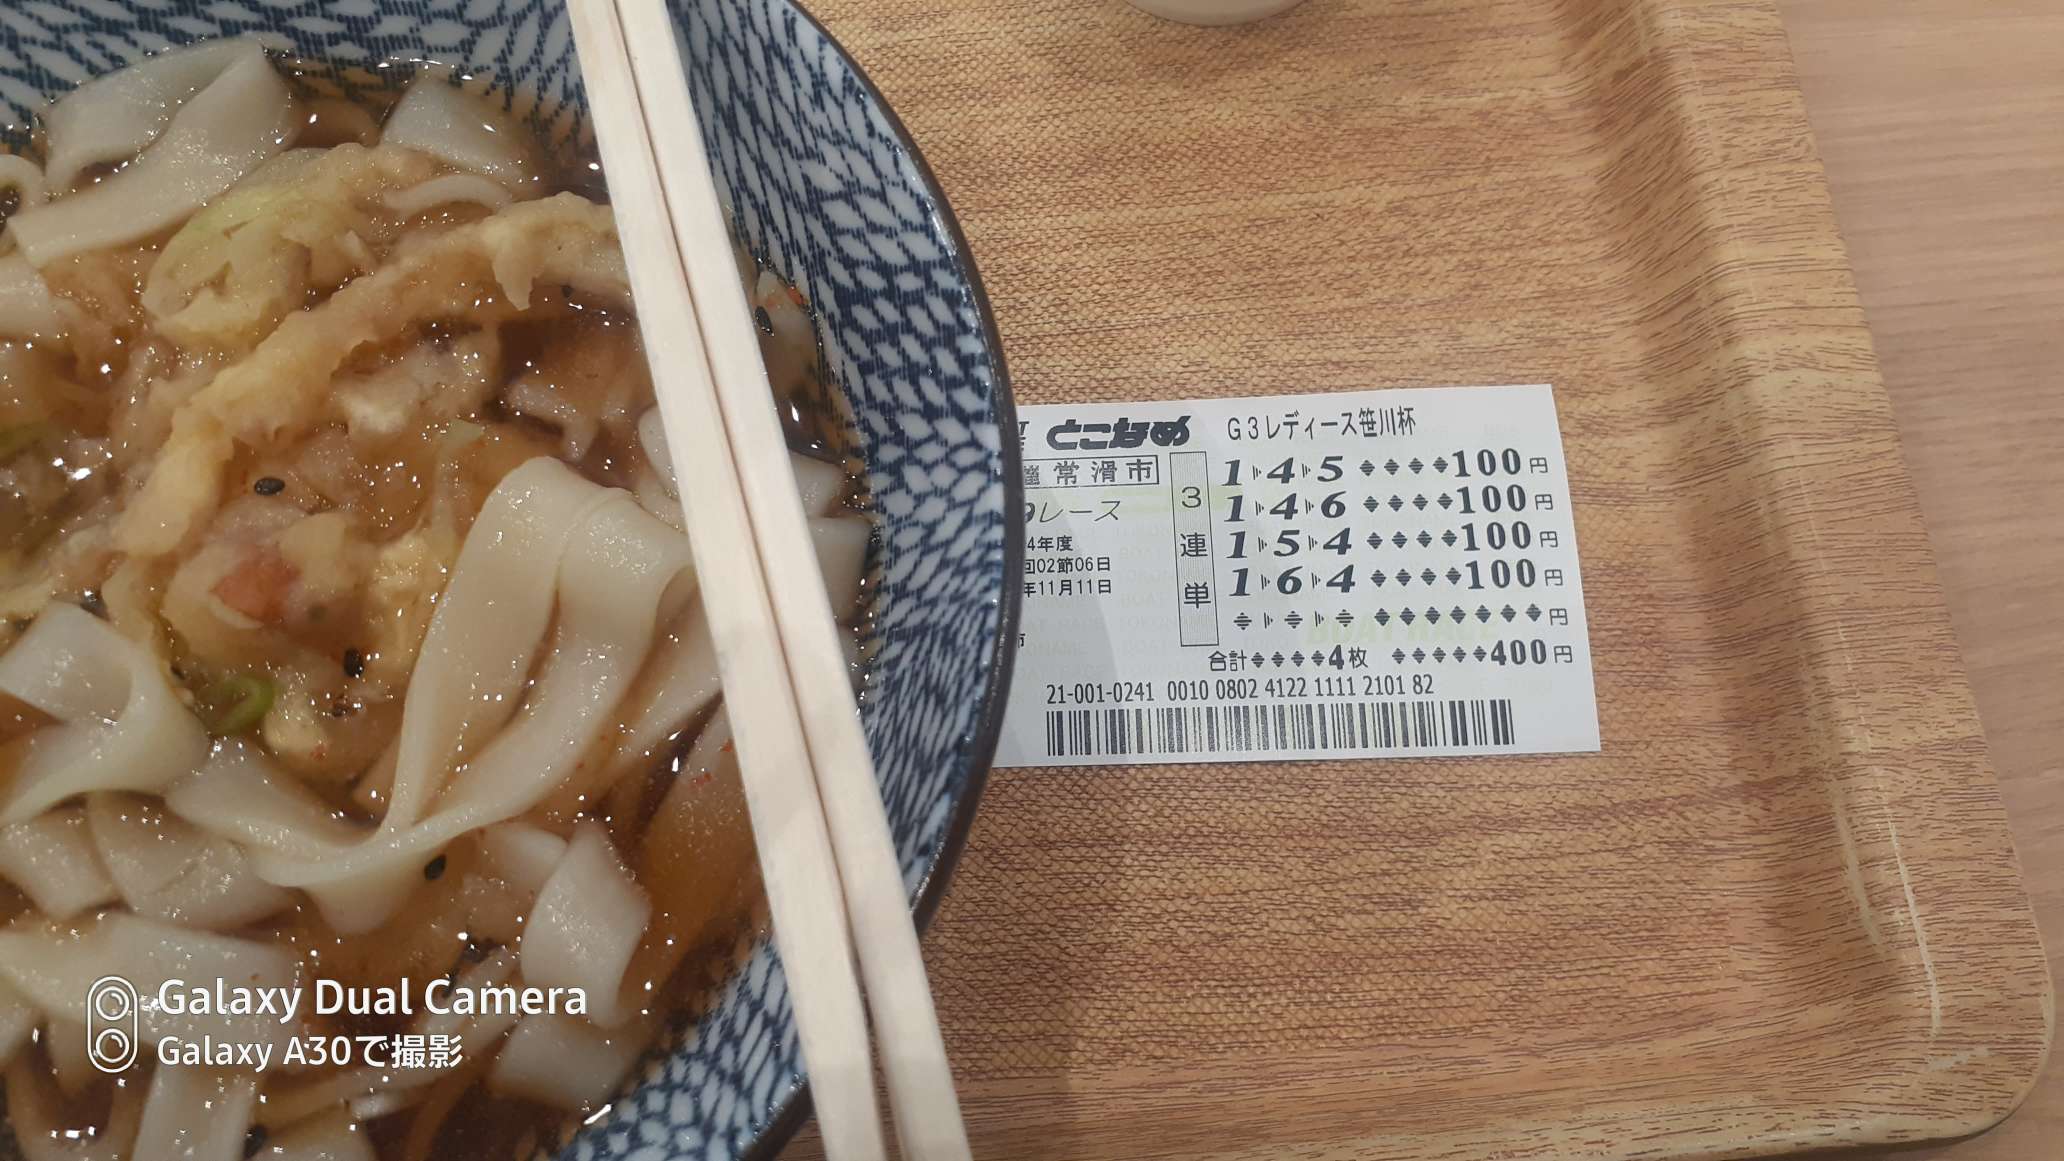 とこなめ G3レディース笹川杯
常滑市
9レース
4年度
回02節06日
年11月11日
市
3連単
1 4 5 100円
1 4 6 100円
1 5 4 100円
1 6 4 100円
円
合計 4枚 400円
21-001-0241 0010 0802 4122 1111 2101 82
BOAT RACE
Galaxy Dual Camera
Galaxy A30で撮影